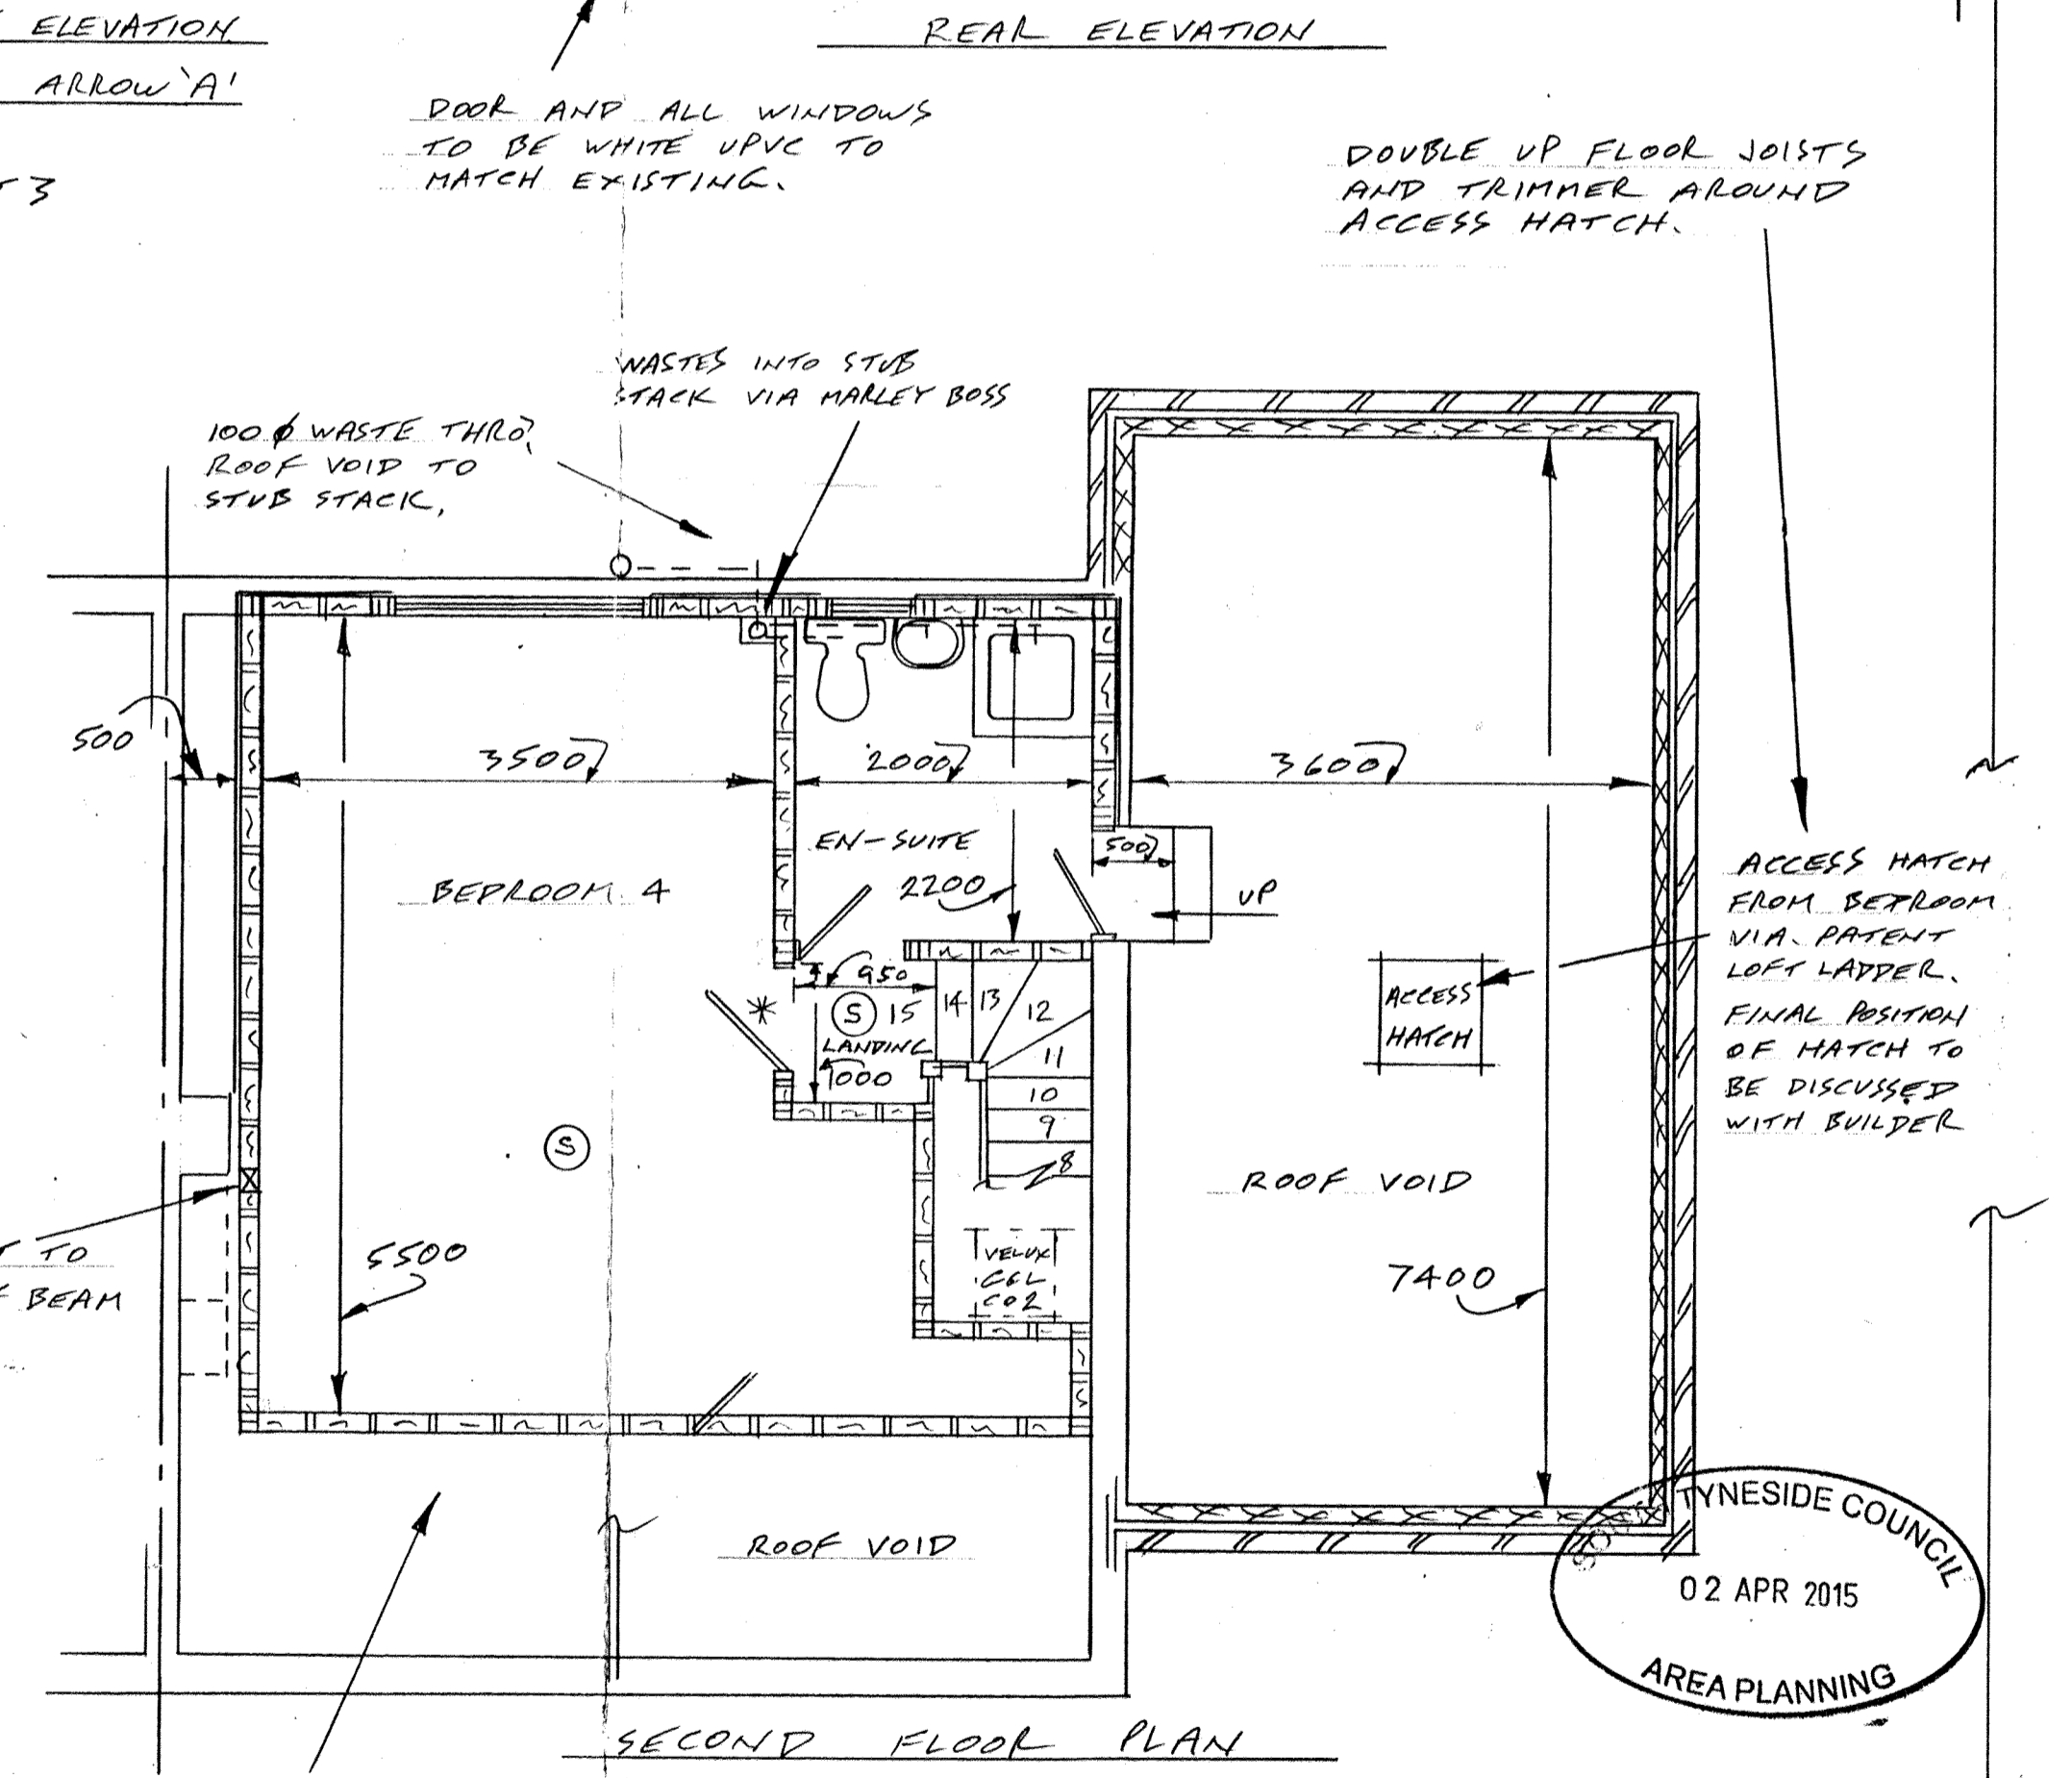 ELEVATION
ARROW 'A'
3
REAR ELEVATION
DOOR AND ALL WINDOWS
TO BE WHITE UPVC TO
MATCH EXISTING.
DOUBLE UP FLOOR JOISTS
AND TRIMMER AROUND
ACCESS HATCH.
WASTES INTO STUB
STACK VIA MARLEY BOSS
100 ϕ WASTE THRO'
ROOF VOID TO
STUB STACK,
500
3500
2000
3600
EN-SUITE
500
BEDROOM 4
2200
UP
ACCESS HATCH
FROM BEDROOM
VIA PATENT
LOFT LADDER.
FINAL POSITION
OF HATCH TO
BE DISCUSSED
WITH BUILDER
950
ACCESS
HATCH
S 15 14 13 12
LANDING
1000
11
10
9
8
S
ROOF VOID
TO
BEAM
5500
VELUX
CGL
CO2
7400
ROOF VOID
TYNESIDE COUNCIL
02 APR 2015
AREA PLANNING
SECOND FLOOR PLAN